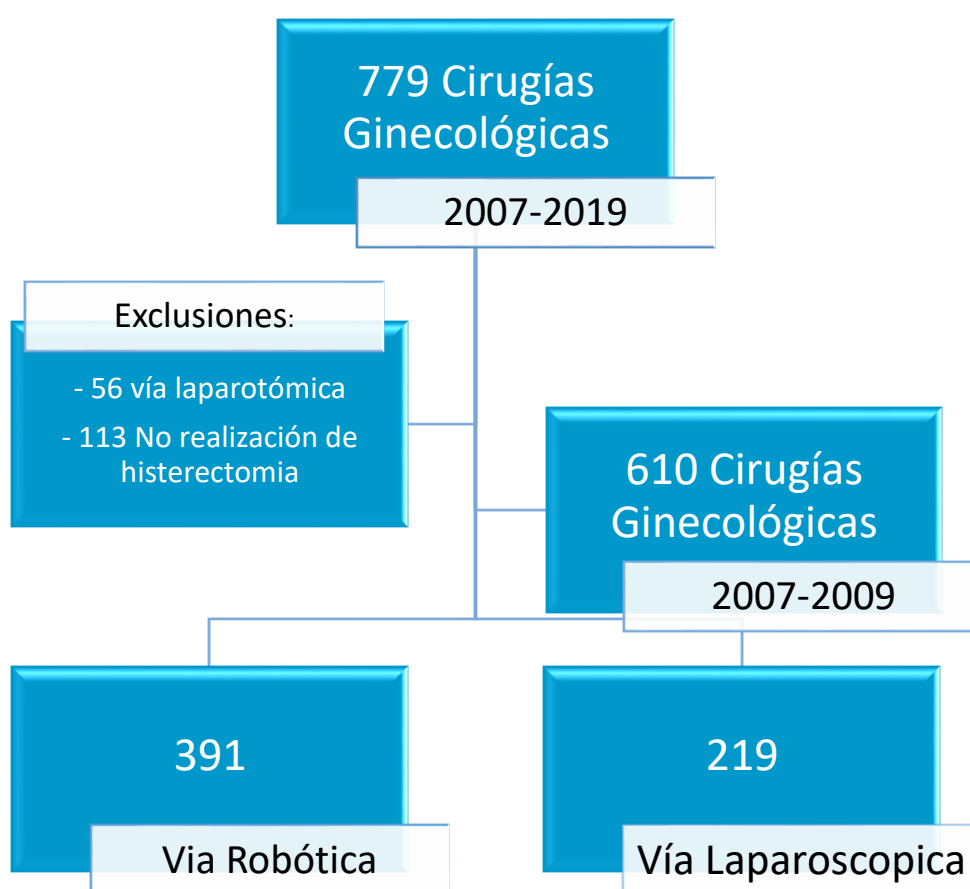 779 Cirugías
Ginecológicas
2007-2019
Exclusiones:
- 56 vía laparotómica
- 113 No realización de
histerectomia
610 Cirugías
Ginecológicas
2007-2009
391
Via Robótica
219
Vía Laparoscopica